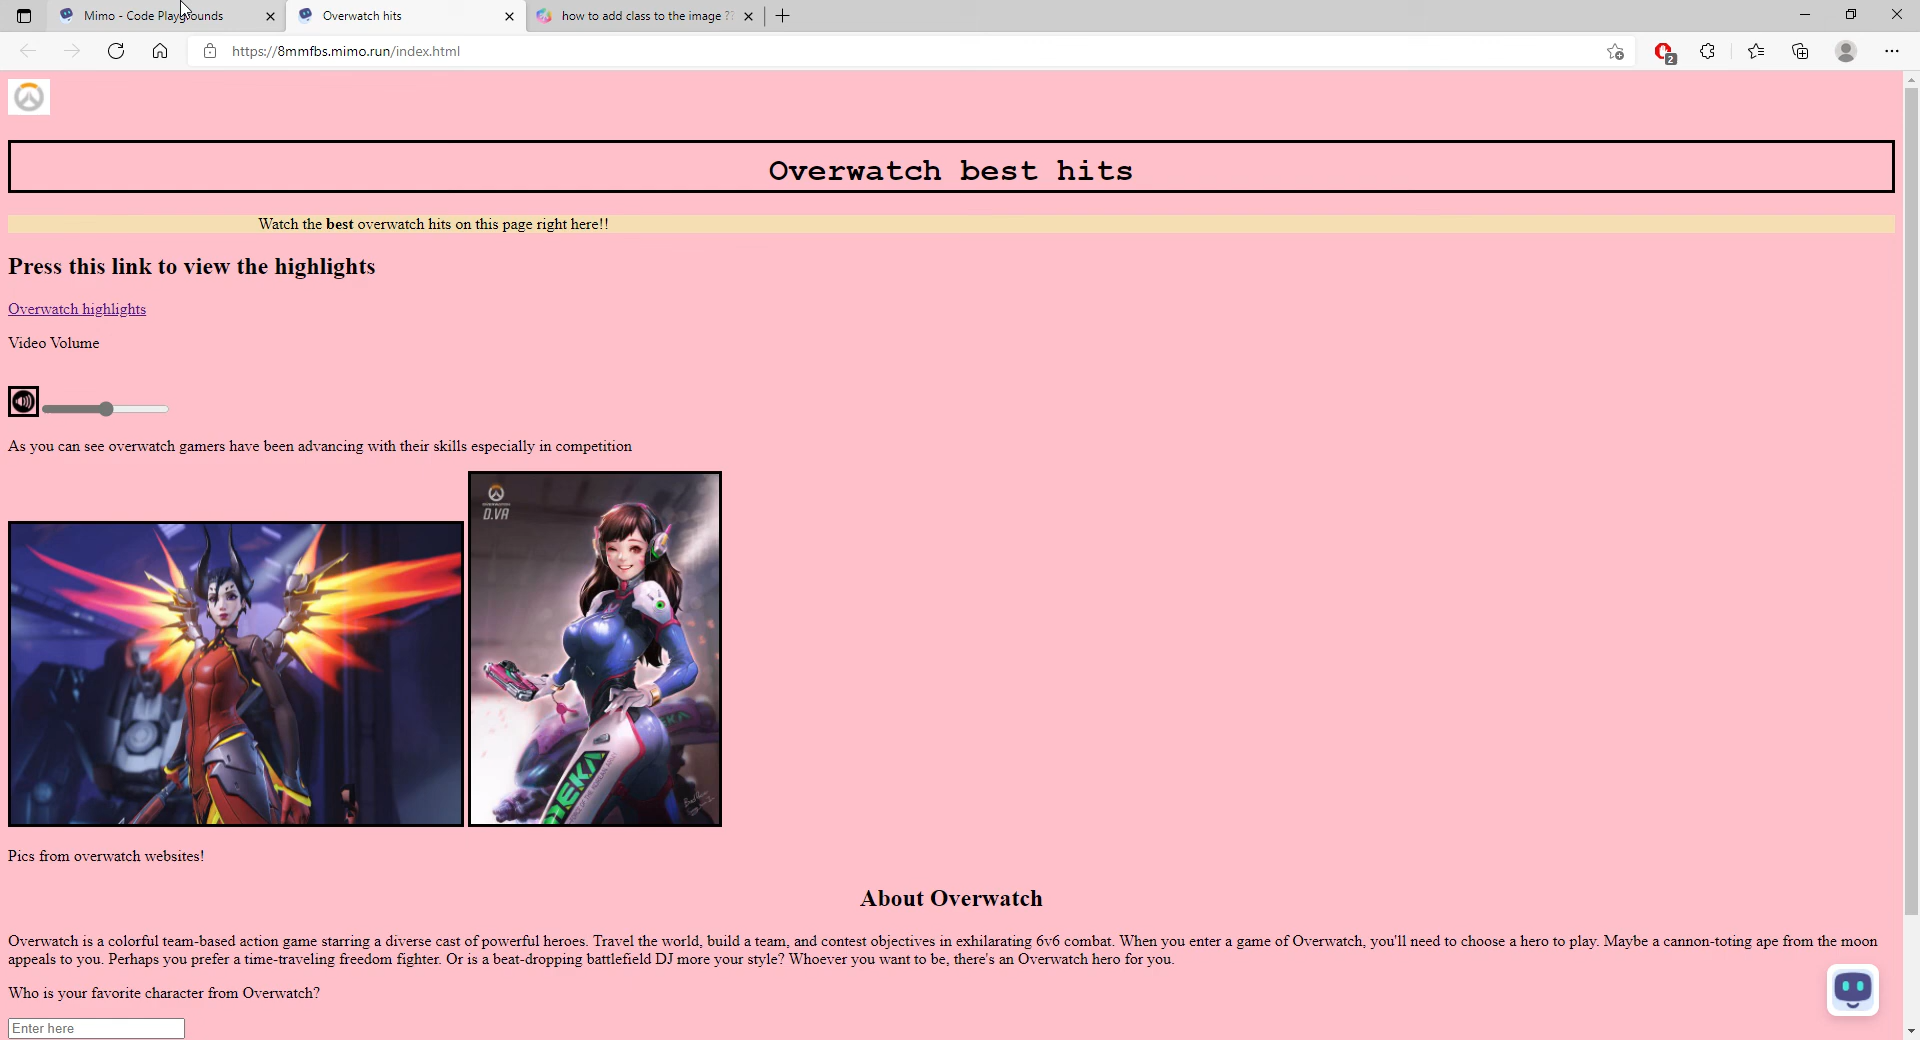 Mimo - Code Playgrounds
Overwatch hits
how to add class to the image ??
https://8mmfbs.mimo.run/index.html
2
Overwatch best hits
Watch the best overwatch hits on this page right here!!
Press this link to view the highlights
Overwatch highlights
Video Volume
As you can see overwatch gamers have been advancing with their skills especially in competition
D.VA
MEKA
Pics from overwatch websites!
About Overwatch
Overwatch is a colorful team-based action game starring a diverse cast of powerful heroes. Travel the world, build a team, and contest objectives in exhilarating 6v6 combat. When you enter a game of Overwatch, you'll need to choose a hero to play. Maybe a cannon-toting ape from the moon
appeals to you. Perhaps you prefer a time-traveling freedom fighter. Or is a beat-dropping battlefield DJ more your style? Whoever you want to be, there's an Overwatch hero for you.
Who is your favorite character from Overwatch?
Enter here